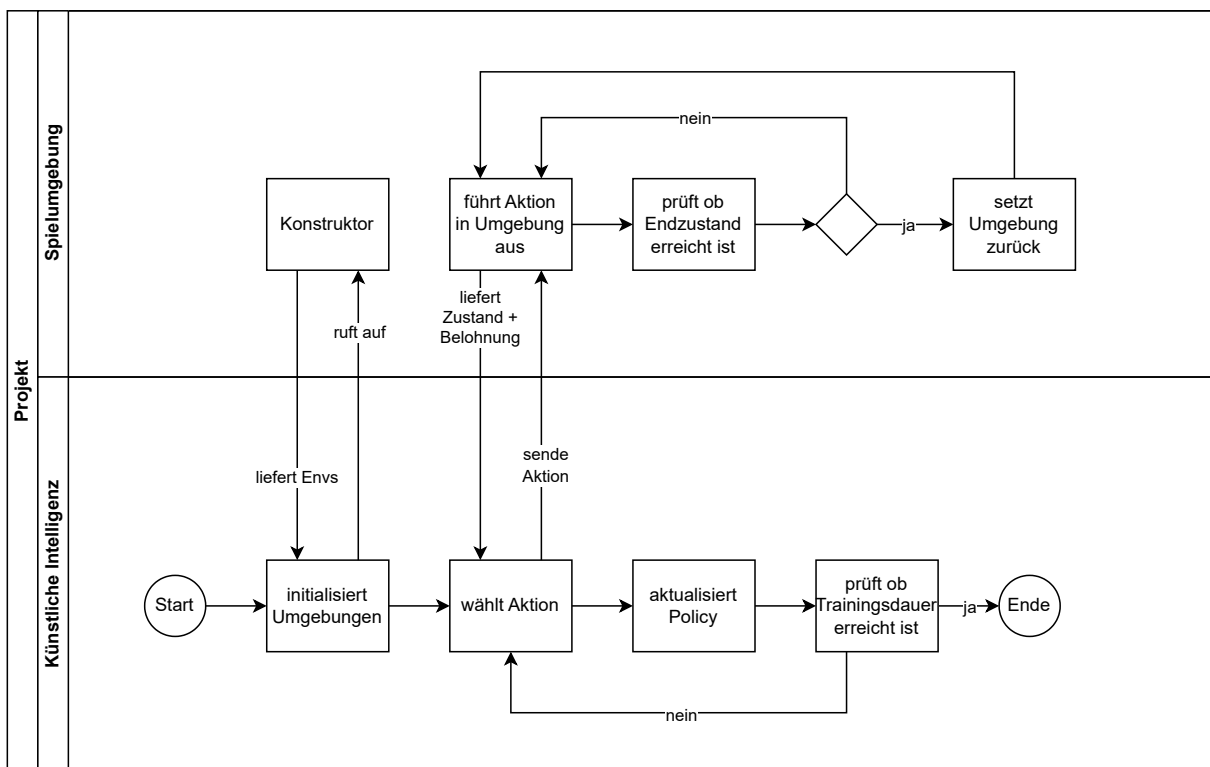 Projekt
Spielumgebung
nein
Konstruktor
führt Aktion
in Umgebung
aus
prüft ob
Endzustand
erreicht ist
ja
setzt
Umgebung
zurück
ruft auf
liefert
Zustand +
Belohnung
Künstliche Intelligenz
liefert Envs
sende
Aktion
Start
initialisiert
Umgebungen
wählt Aktion
aktualisiert
Policy
prüft ob
Trainingsdauer
erreicht ist
ja
Ende
nein